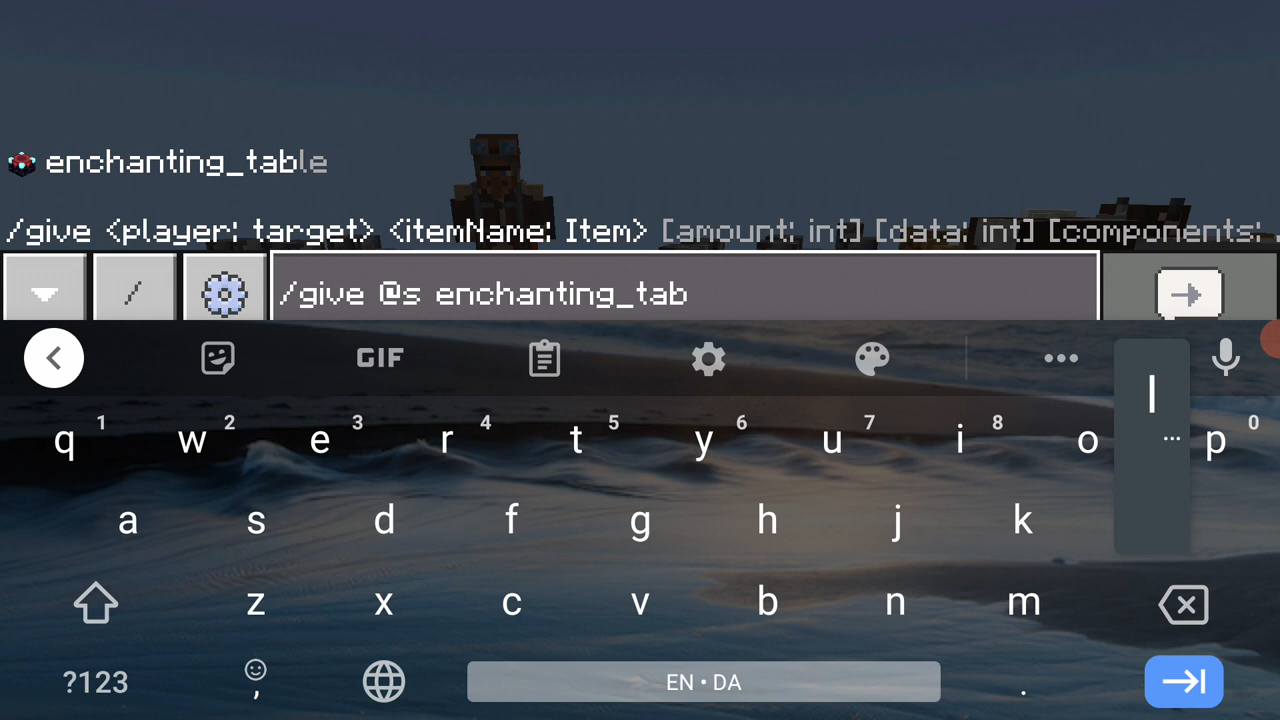 enchanting_table
/give <player: target> <itemName: Item> [amount: int] [data: int] [components:
/ /give @s enchanting_tab
GIF
1 2 3 4 5 6 7 8 0
q w e r t y u i o p
l
a s d f g h j k
z x c v b n m
?123 , EN • DA .